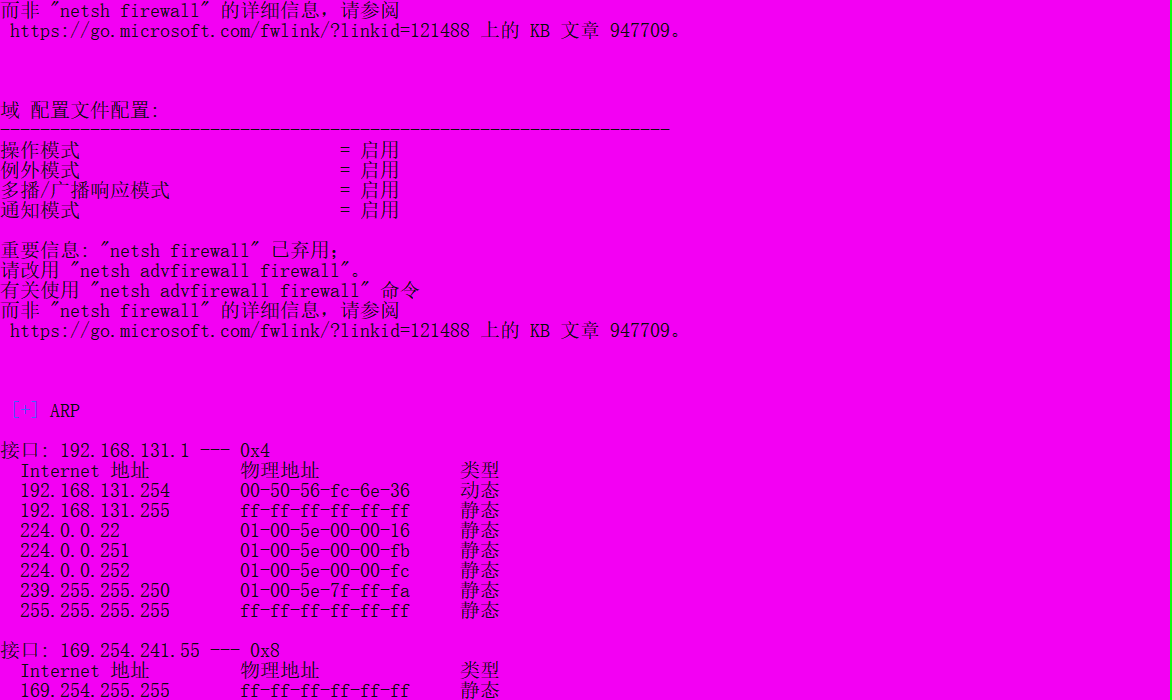 而非 "netsh firewall" 的详细信息，请参阅
https://go.microsoft.com/fwlink/?linkid=121488 上的 KB 文章 947709。
域 配置文件配置:
-------------------------------------------------------------------
操作模式                          = 启用
例外模式                          = 启用
多播/广播响应模式                 = 启用
通知模式                          = 启用
重要信息: "netsh firewall" 已弃用;
请改用 "netsh advfirewall firewall"。
有关使用 "netsh advfirewall firewall" 命令
而非 "netsh firewall" 的详细信息，请参阅
https://go.microsoft.com/fwlink/?linkid=121488 上的 KB 文章 947709。
ARP
接口: 192.168.131.1 --- 0x4
Internet 地址         物理地址              类型
192.168.131.254       00-50-56-fc-6e-36     动态
192.168.131.255       ff-ff-ff-ff-ff-ff     静态
224.0.0.22            01-00-5e-00-00-16     静态
224.0.0.251           01-00-5e-00-00-fb     静态
224.0.0.252           01-00-5e-00-00-fc     静态
239.255.255.250       01-00-5e-7f-ff-fa     静态
255.255.255.255       ff-ff-ff-ff-ff-ff     静态
接口: 169.254.241.55 --- 0x8
Internet 地址         物理地址              类型
169.254.255.255       ff-ff-ff-ff-ff-ff     静态